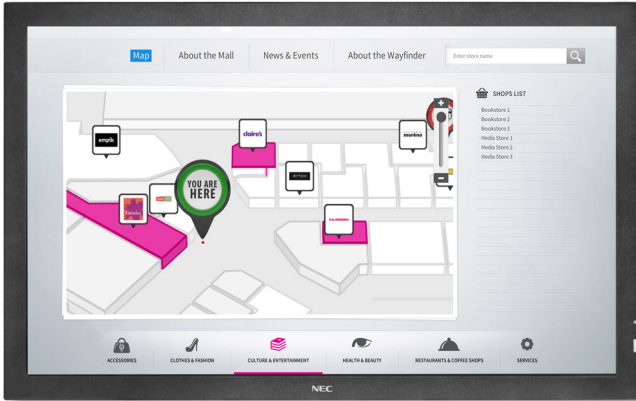 Map
About the Mall
News & Events
About the Wayfinder
Enter store name
SHOPS LIST
Bookstore 1
Bookstore 2
Bookstore 3
Media Store 1
Media Store 2
Media Store 3
empik
claire's
YOU ARE
HERE
ACCESSORIES
CLOTHES & FASHION
CULTURE & ENTERTAINMENT
HEALTH & BEAUTY
RESTAURANTS & COFFEE SHOPS
SERVICES
NEC